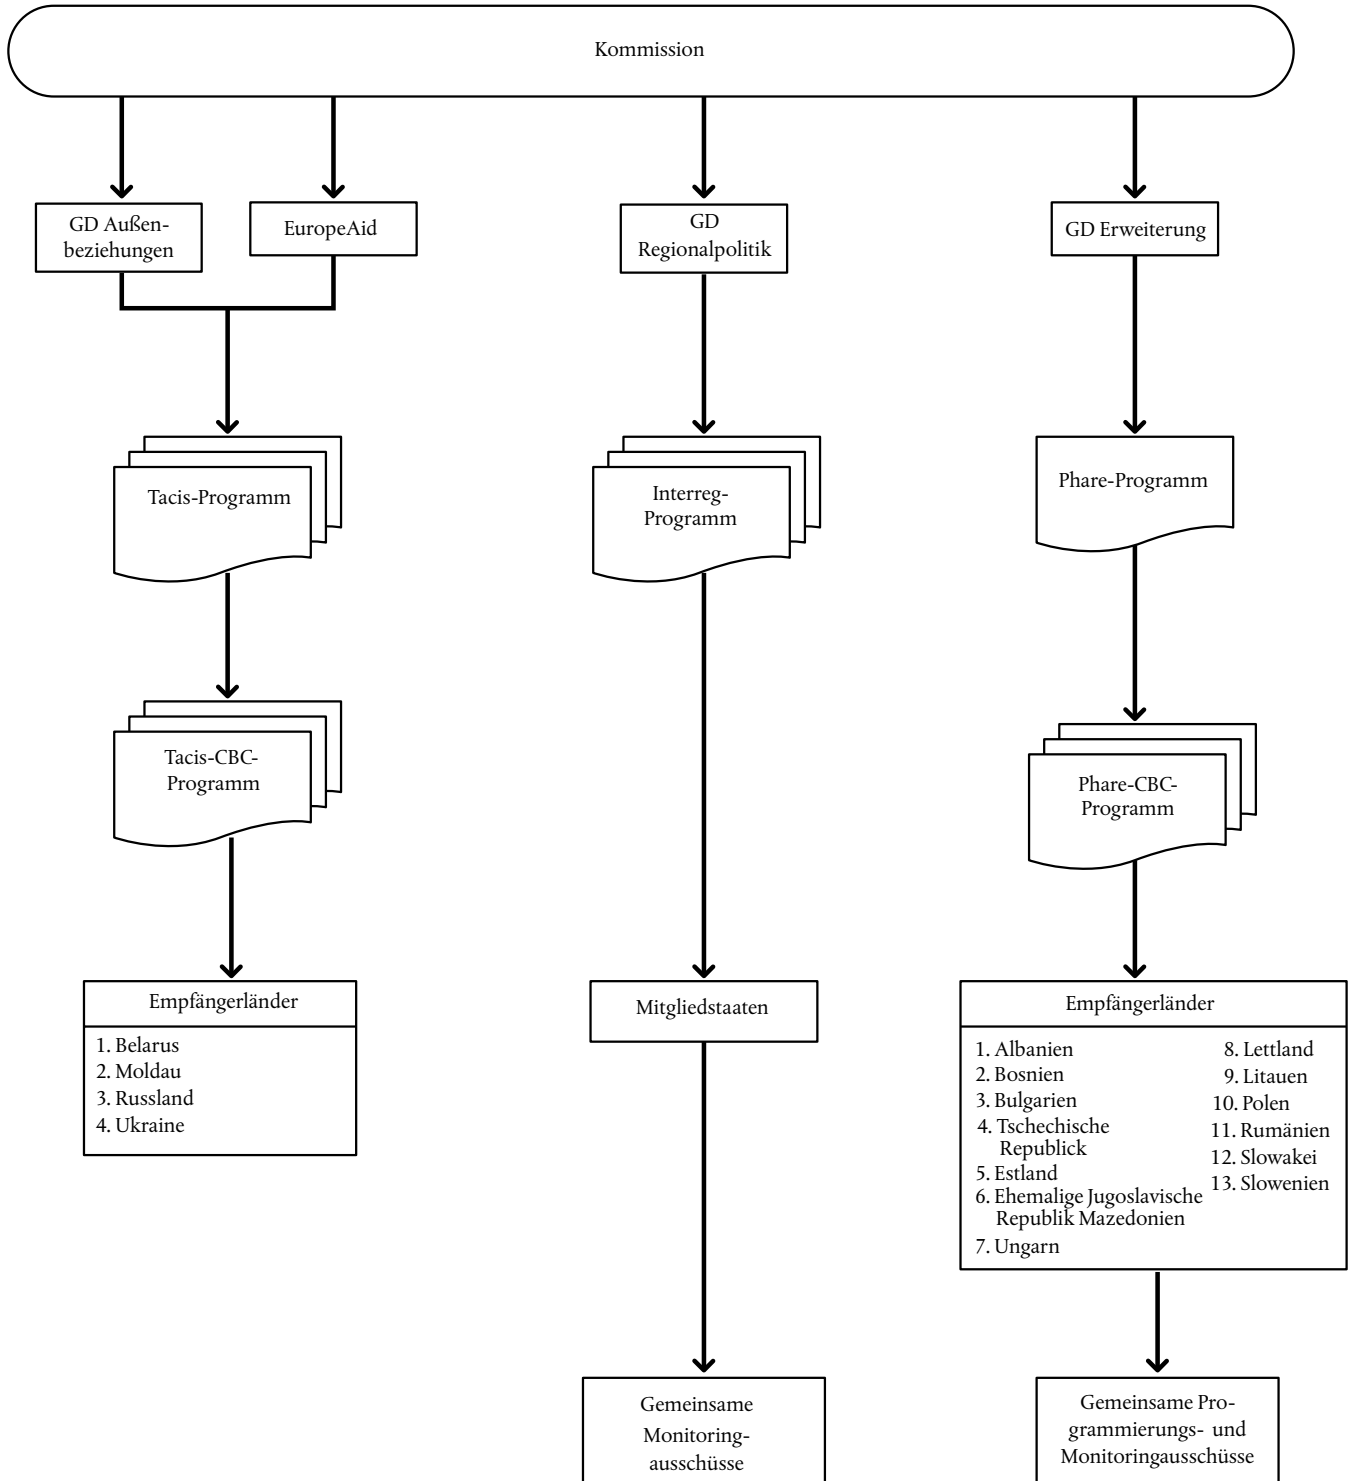 Kommission
GD Außen-
beziehungen
EuropeAid
GD
Regionalpolitik
GD Erweiterung
Tacis-Programm
Interreg-
Programm
Phare-Programm
Tacis-CBC-
Programm
Phare-CBC-
Programm
Empfängerländer
1. Belarus
2. Moldau
3. Russland
4. Ukraine
Mitgliedstaaten
Empfängerländer
1. Albanien
2. Bosnien
3. Bulgarien
4. Tschechische
Republick
5. Estland
6. Ehemalige Jugoslavische
Republik Mazedonien
7. Ungarn
8. Lettland
9. Litauen
10. Polen
11. Rumänien
12. Slowakei
13. Slowenien
Gemeinsame
Monitoring-
ausschüsse
Gemeinsame Pro-
grammierungs- und
Monitoringausschüsse